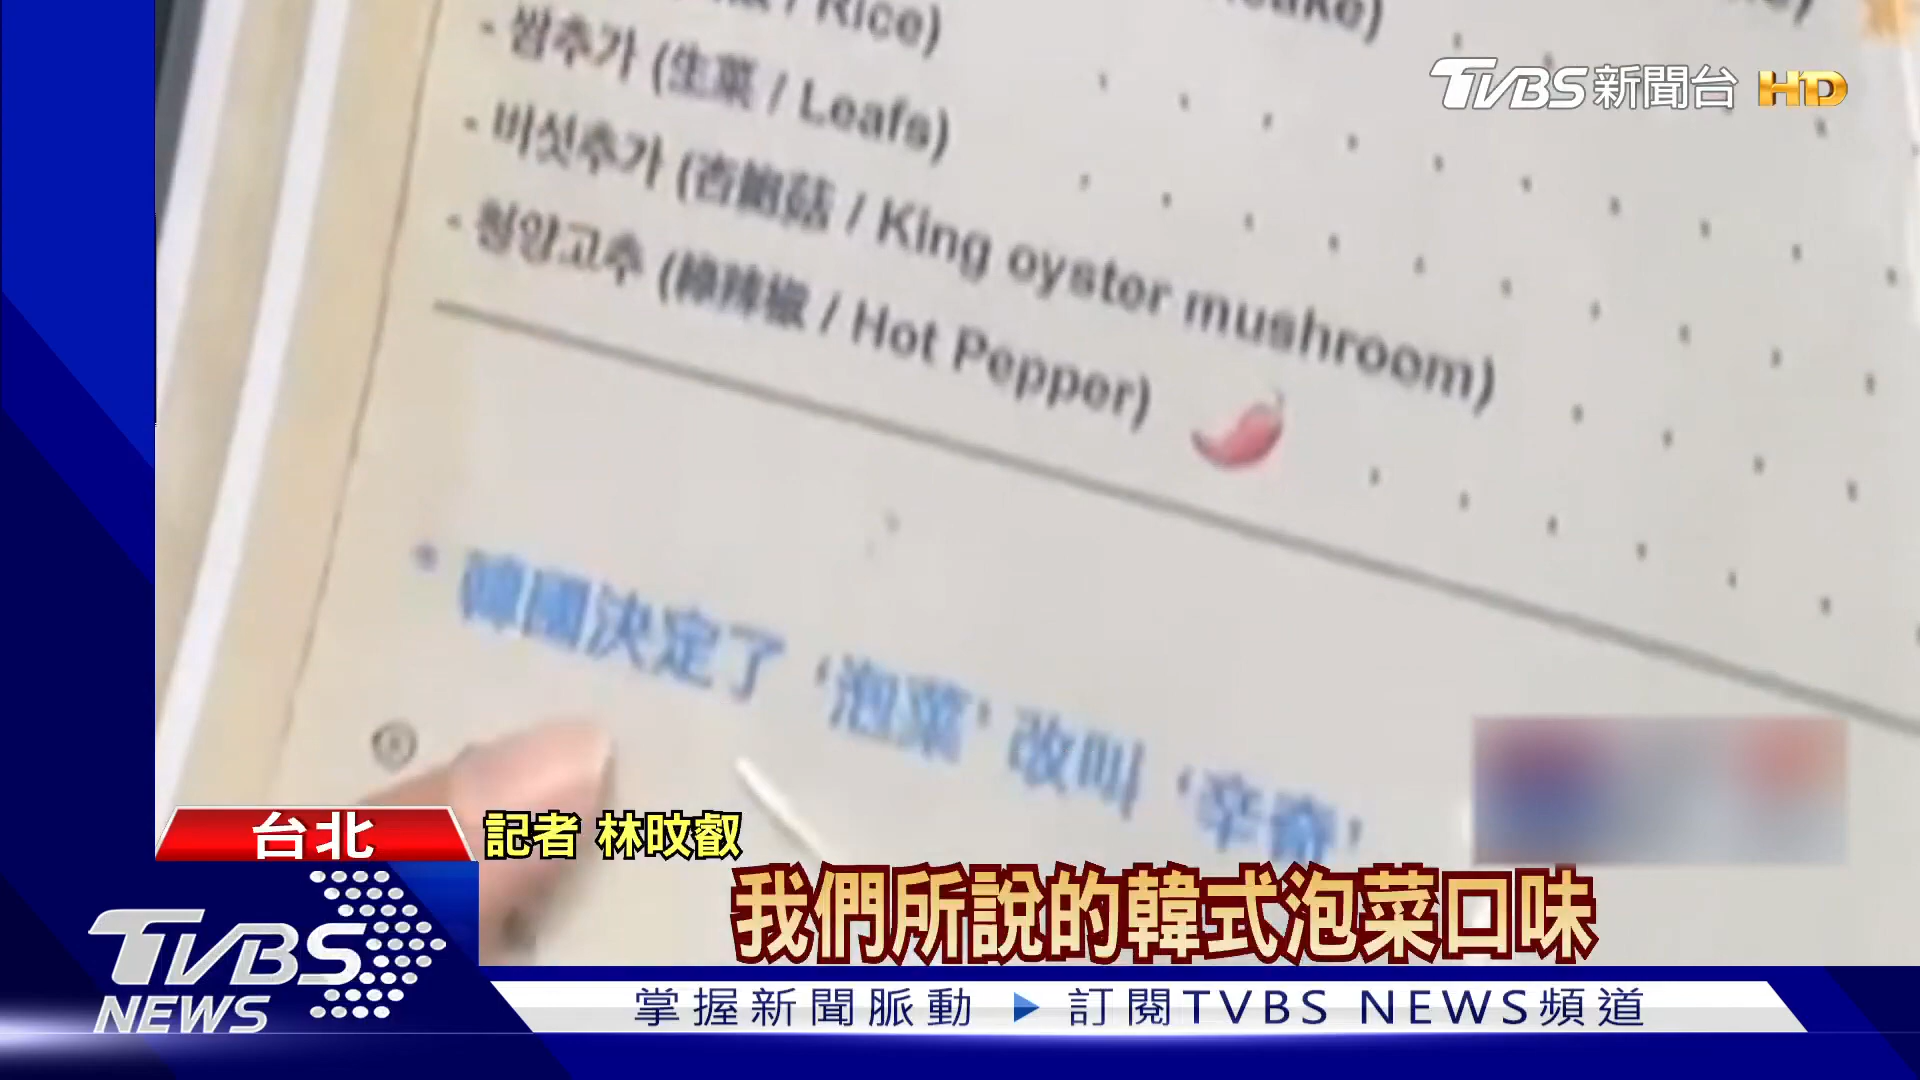 Rice)
cake)
- 쌈추가 (生菜 / Leafs)
- 버섯추가 (杏鮑菇 / King oyster mushroom)
- 청양고추 (綠辣椒 / Hot Pepper)
* 韓國決定了 '泡菜' 改叫 '辛奇'
TVBS新聞台 HD
台北
記者 林旼叡
我們所說的韓式泡菜口味
TVBS NEWS
掌握新聞脈動 ▶ 訂閱TVBS NEWS頻道